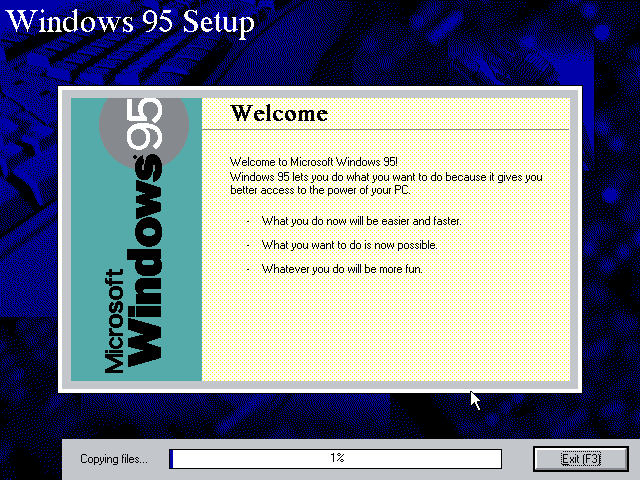 Windows 95 Setup
Microsoft
Windows 95
Welcome
Welcome to Microsoft Windows 95!
Windows 95 lets you do what you want to do because it gives you
better access to the power of your PC.
- What you do now will be easier and faster.
- What you want to do is now possible.
- Whatever you do will be more fun.
Copying files...
1%
Exit (F3)